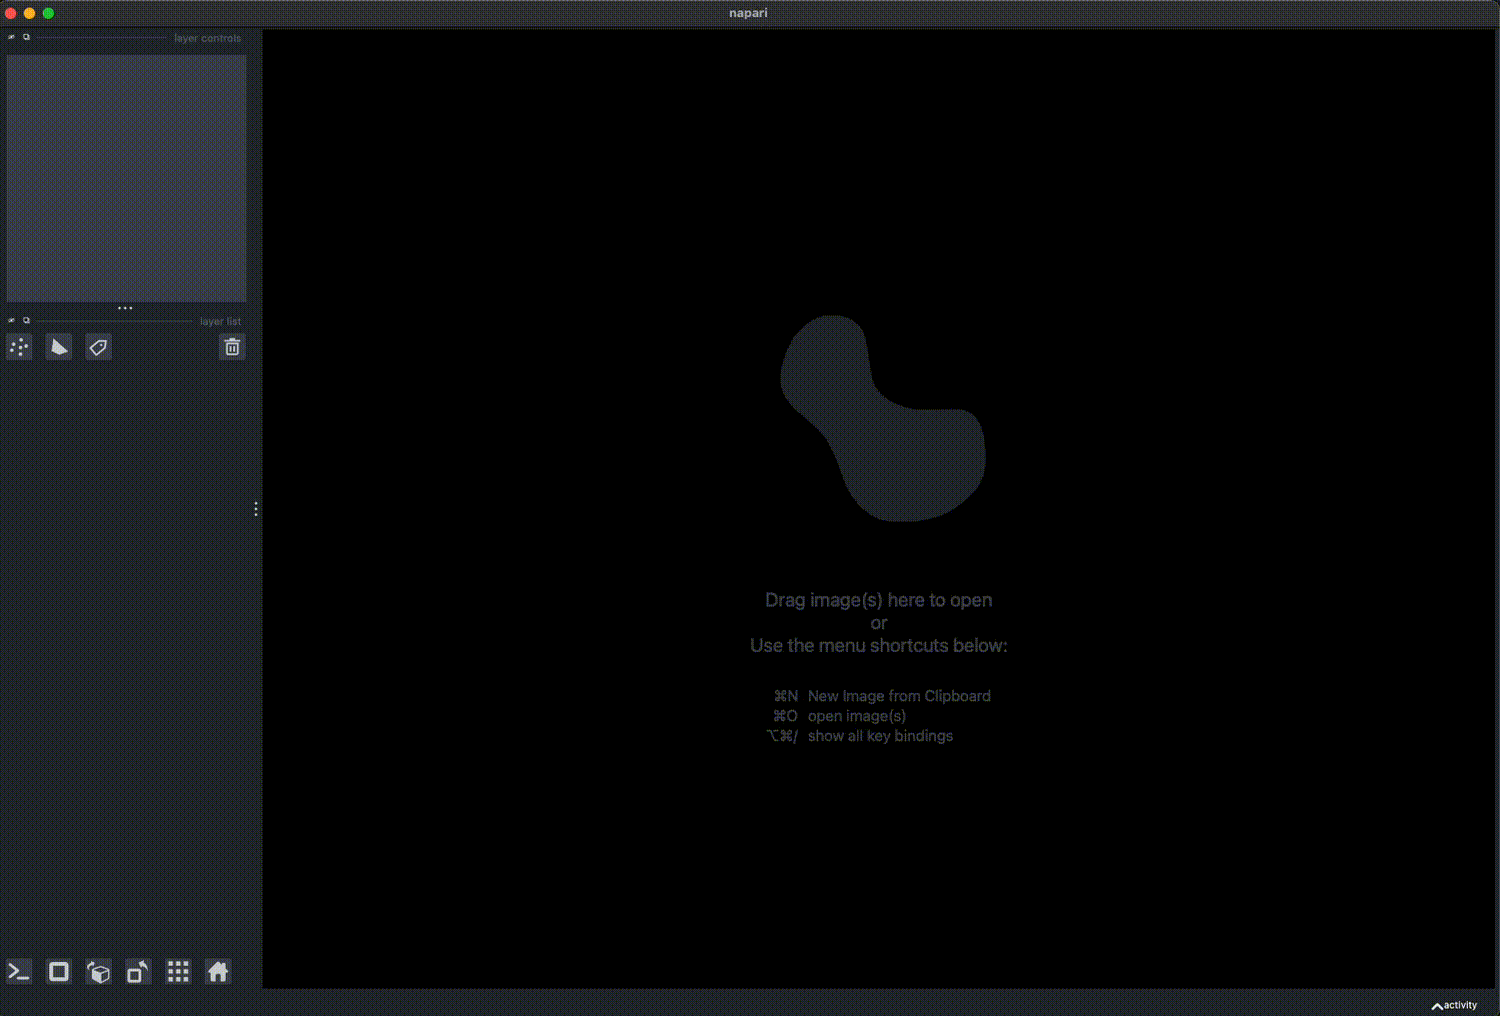 napari
layer controls
layer list
Drag image(s) here to open
or
Use the menu shortcuts below:
⌘N New Image from Clipboard
⌘O open image(s)
⌥⌘/ show all key bindings
activity